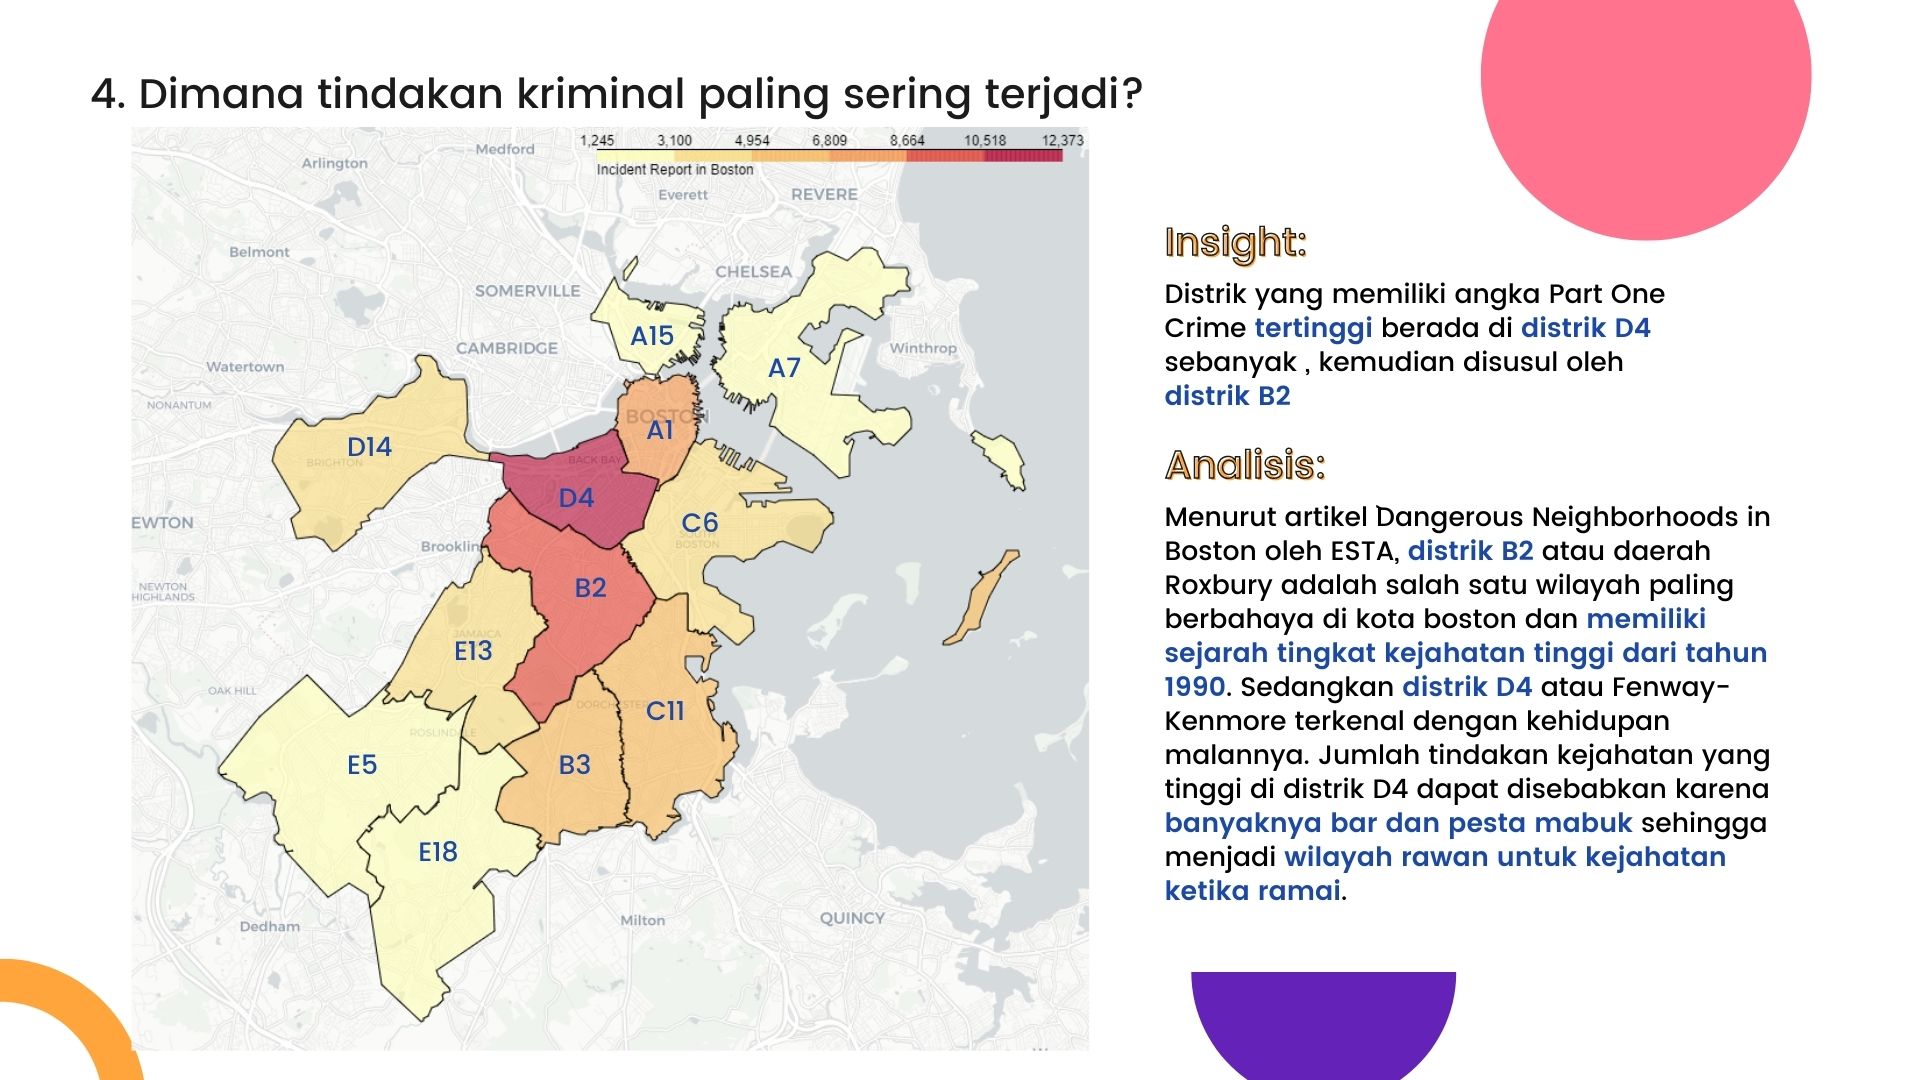 4. Dimana tindakan kriminal paling sering terjadi?
1,245 3,100 4,954 6,809 8,664 10,518 12,373
Incident Report in Boston
Medford
Arlington
Everett
REVERE
Belmont
CHELSEA
SOMERVILLE
A15
CAMBRIDGE
Winthrop
Watertown
A7
NONANTUM
BOSTON
A1
D14
BRIGHTON
BACK BAY
D4
EWTON
C6
SOUTH
BOSTON
Brooklin
B2
NEWTON
HIGHLANDS
JAMAICA
E13
OAK HILL
DORCHESTER
C11
ROSLINDALE
E5
B3
E18
Milton
QUINCY
Dedham
Insight:
Distrik yang memiliki angka Part One
Crime tertinggi berada di distrik D4
sebanyak , kemudian disusul oleh
distrik B2
Analisis:
Menurut artikel `Dangerous Neighborhoods in
Boston oleh ESTA, distrik B2 atau daerah
Roxbury adalah salah satu wilayah paling
berbahaya di kota boston dan memiliki
sejarah tingkat kejahatan tinggi dari tahun
1990. Sedangkan distrik D4 atau Fenway-
Kenmore terkenal dengan kehidupan
malannya. Jumlah tindakan kejahatan yang
tinggi di distrik D4 dapat disebabkan karena
banyaknya bar dan pesta mabuk sehingga
menjadi wilayah rawan untuk kejahatan
ketika ramai.